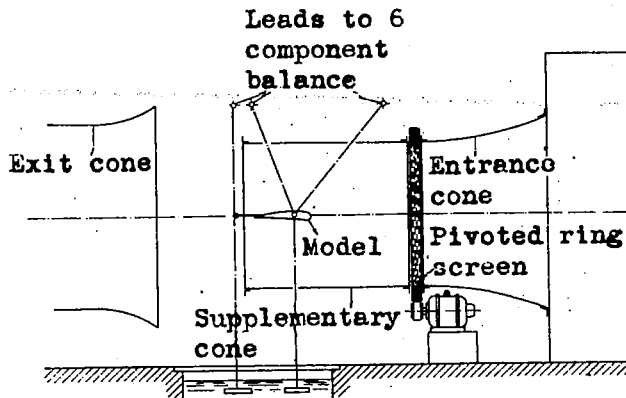 Leads to 6
component
balance
Exit cone
Entrance
cone
Model
Pivoted ring
screen
Supplementary
cone